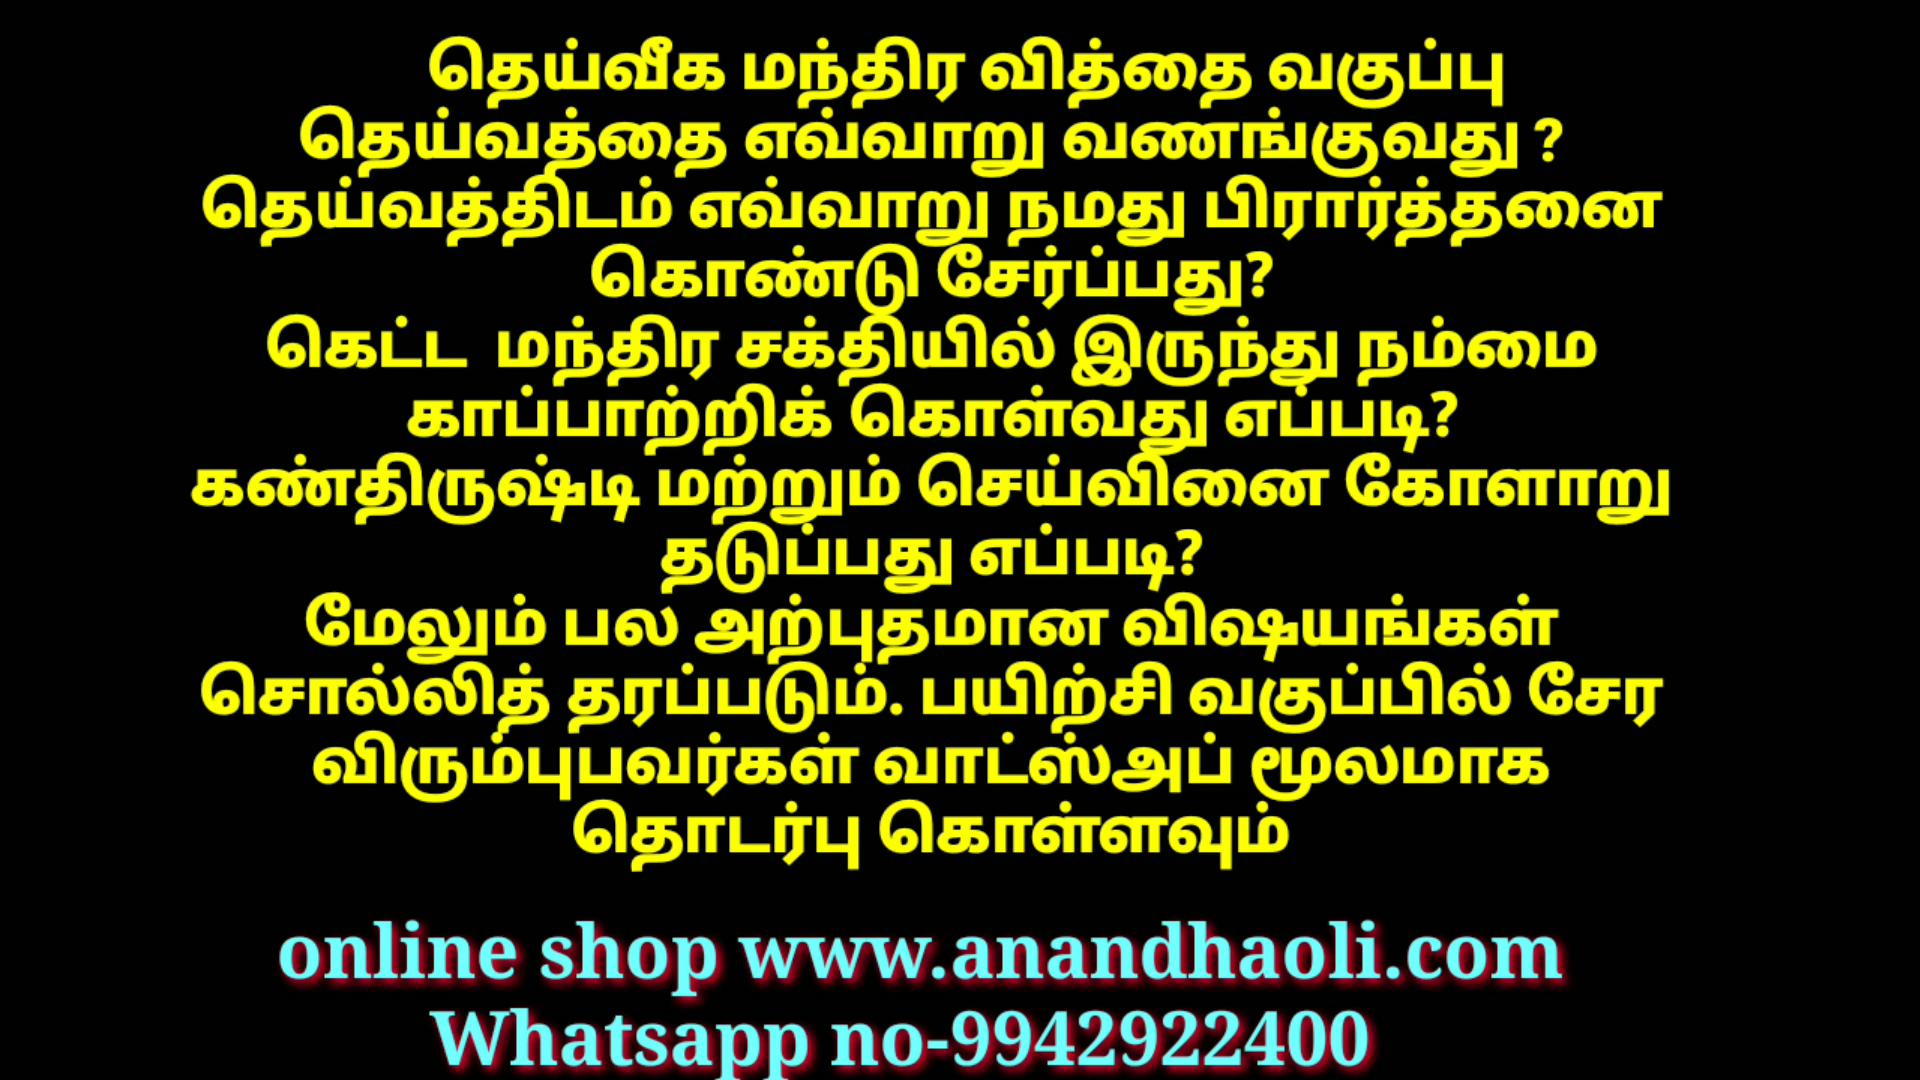 தெய்வீக மந்திர வித்தை வகுப்பு
தெய்வத்தை எவ்வாறு வணங்குவது ?
தெய்வத்திடம் எவ்வாறு நமது பிரார்த்தனை
கொண்டு சேர்ப்பது?
கெட்ட மந்திர சக்தியில் இருந்து நம்மை
காப்பாற்றிக் கொள்வது எப்படி?
கண்திருஷ்டி மற்றும் செய்வினை கோளாறு
தடுப்பது எப்படி?
மேலும் பல அற்புதமான விஷயங்கள்
சொல்லித் தரப்படும். பயிற்சி வகுப்பில் சேர
விரும்புபவர்கள் வாட்ஸ்அப் மூலமாக
தொடர்பு கொள்ளவும்
online shop www.anandhaoli.com
Whatsapp no-9942922400